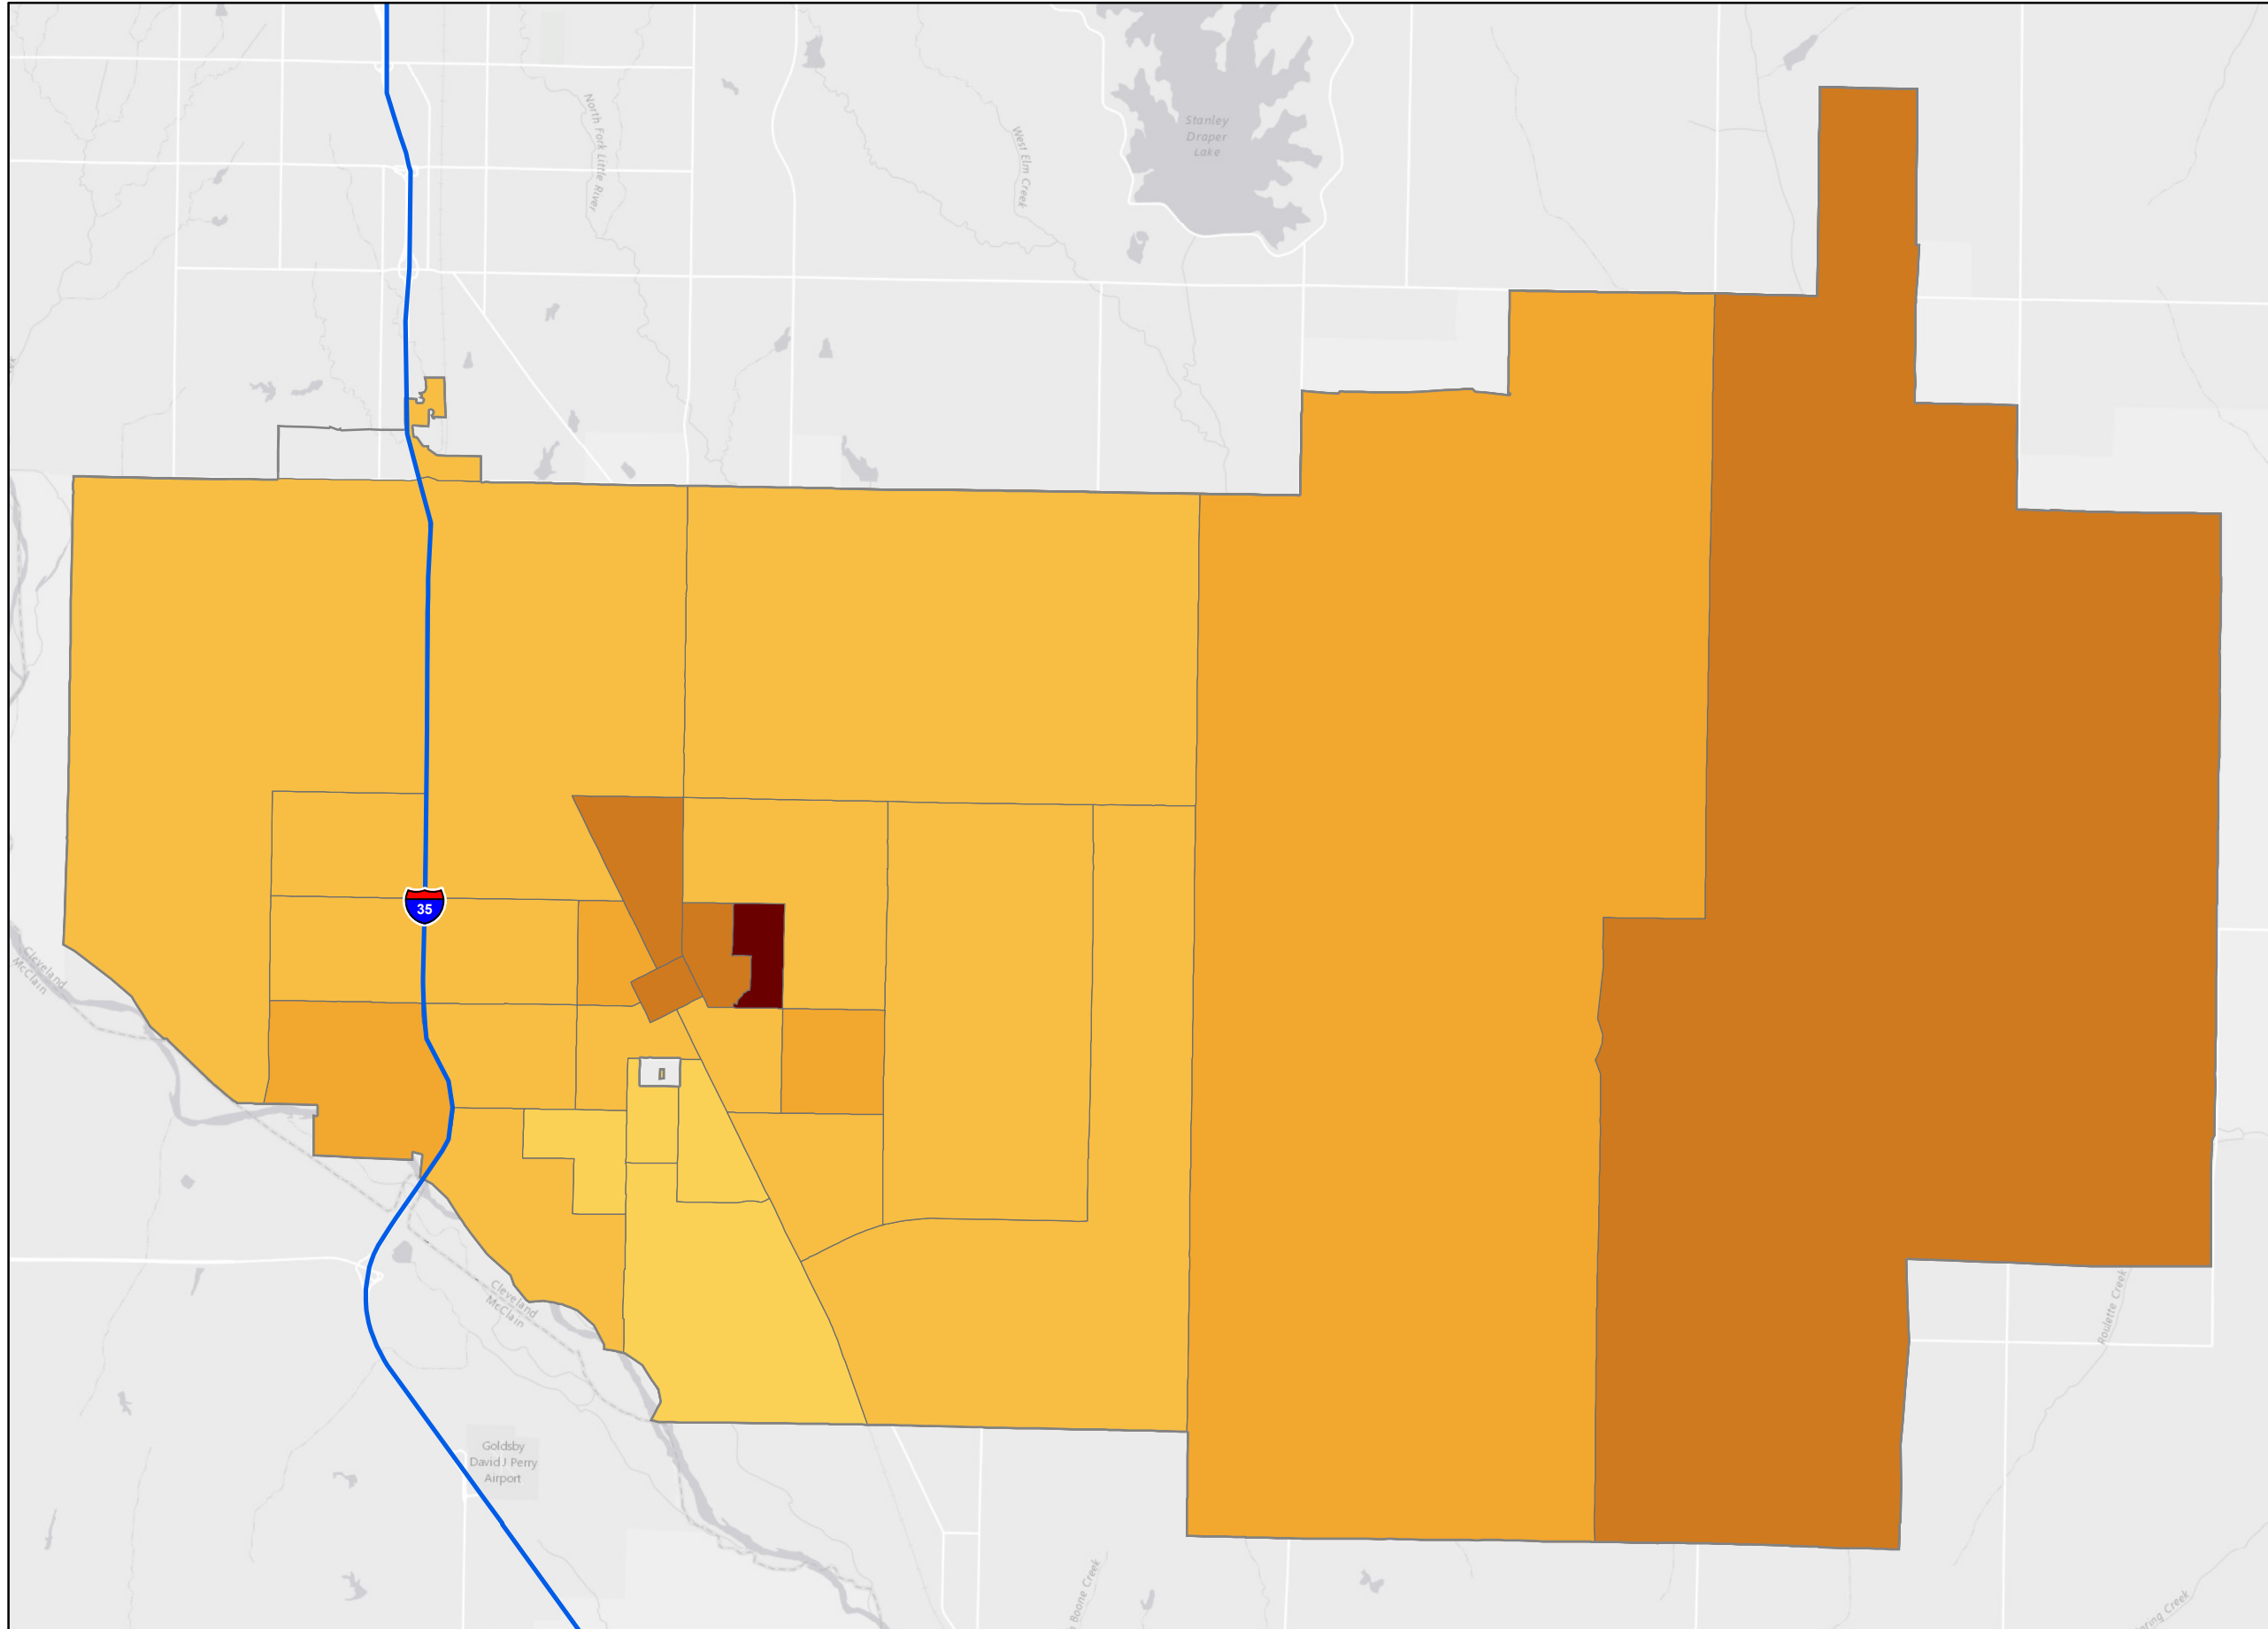 North Fork Little River
West Elm Creek
Stanley
Draper
Lake
35
Cleveland
McClain
Cleveland
McClain
Roulette Creek
Goldsby
David J Perry
Airport
Boone Creek
Creek